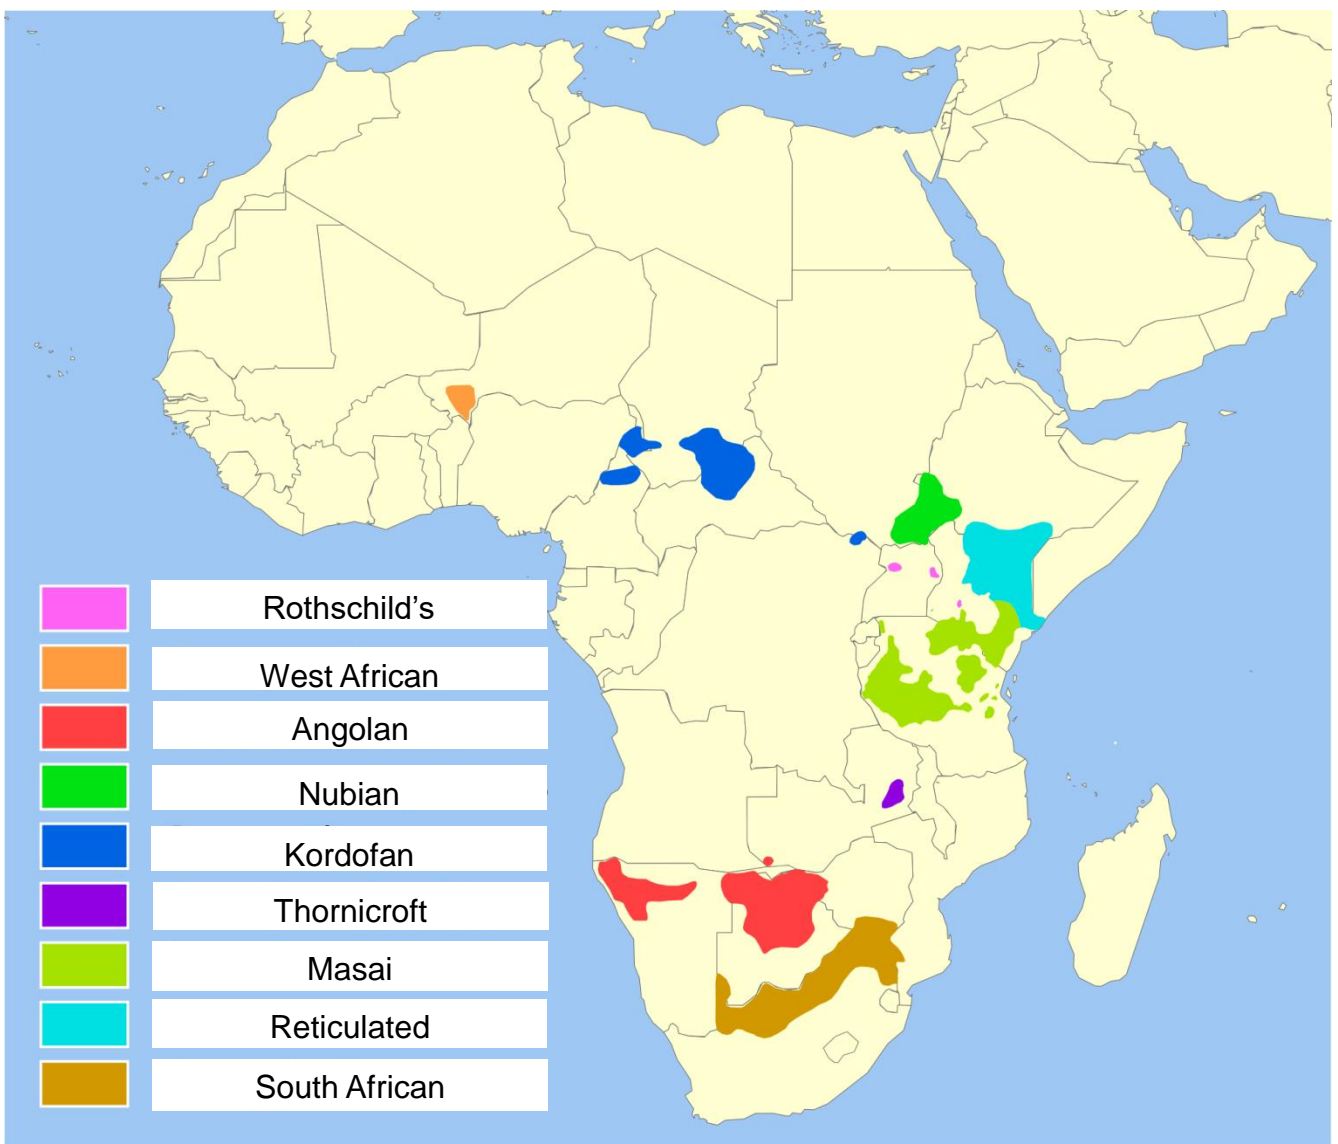 Rothschild’s
West African
Angolan
Nubian
Kordofan
Thornicroft
Masai
Reticulated
South African